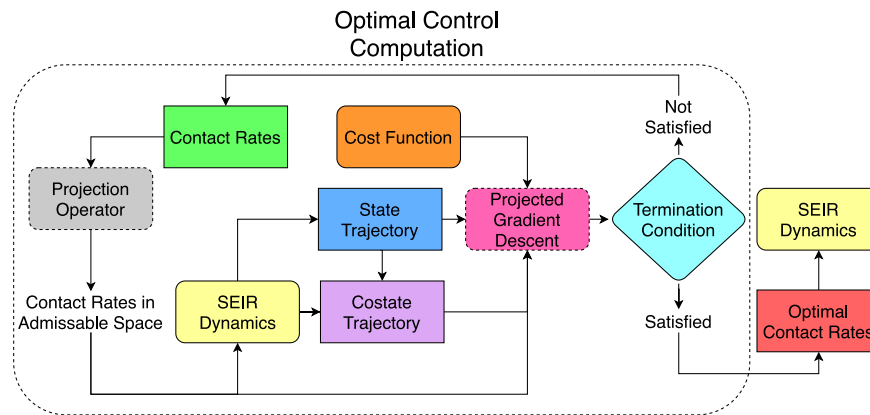 Optimal Control
Computation
Contact Rates
Cost Function
Not
Satisfied
Projection
Operator
State
Trajectory
Projected
Gradient
Descent
Termination
Condition
SEIR
Dynamics
Contact Rates in
Admissable Space
SEIR
Dynamics
Costate
Trajectory
Satisfied
Optimal
Contact Rates